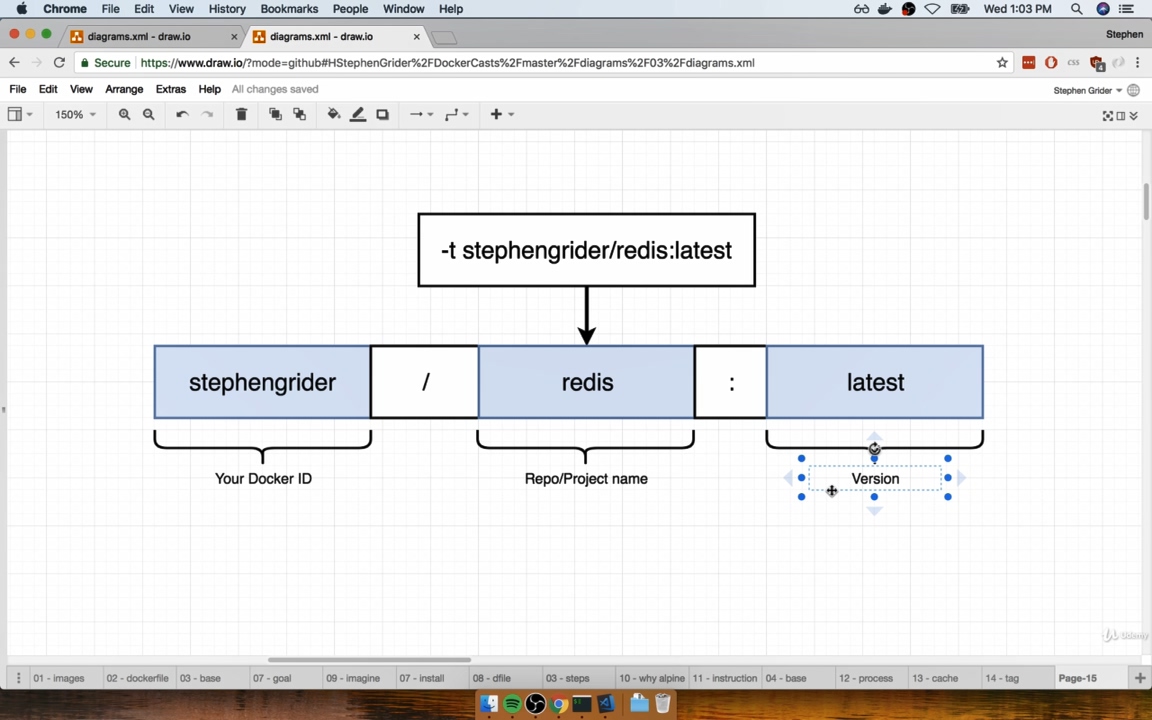 Chrome File Edit View History Bookmarks People Window Help Wed 1:03 PM
diagrams.xml - draw.io diagrams.xml - draw.io Stephen
Secure https://www.draw.io/?mode=github#HStephenGrider%2FDockerCasts%2Fmaster%2Fdiagrams%2F03%2Fdiagrams.xml css 4
File Edit View Arrange Extras Help All changes saved Stephen Grider
150%
-t stephengrider/redis:latest
stephengrider / redis : latest
Your Docker ID Repo/Project name Version
Udemy
01 - images 02 - dockerfile 03 - base 07 - goal 09 - imagine 07 - install 08 - dfile 03 - steps 10 - why alpine 11 - instruction 04 - base 12 - process 13 - cache 14 - tag Page-15